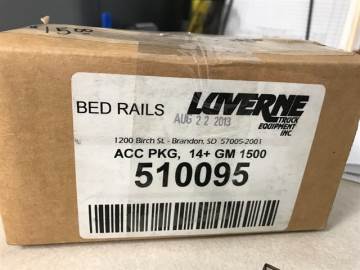 BED RAILS
LUVERNE
TRUCK
EQUIPMENT
INC
AUG 22 2013
1200 Birch St. - Brandon, SD 57005-2001
ACC PKG, 14+ GM 1500
510095